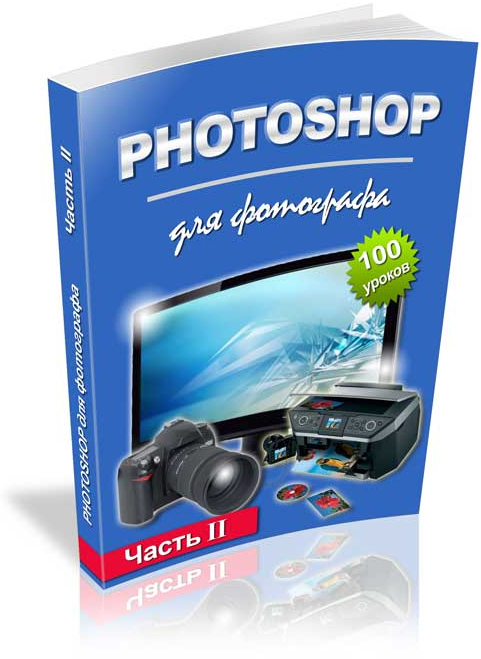 PHOTOSHOP
для фотографа
100
уроков
Часть II
PHOTOSHOP для фотографа
Часть II